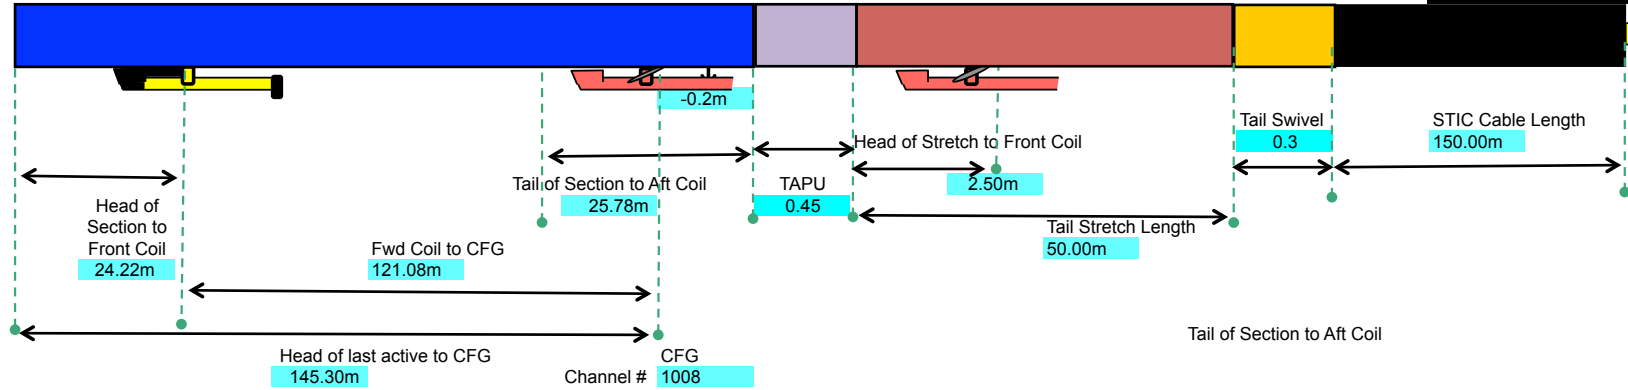 -0.2m
Tail Swivel
0.3
STIC Cable Length
150.00m
Head of Stretch to Front Coil
2.50m
Tail of Section to Aft Coil
25.78m
TAPU
0.45
Head of
Section to
Front Coil
24.22m
Tail Stretch Length
50.00m
Fwd Coil to CFG
121.08m
Tail of Section to Aft Coil
Head of last active to CFG
145.30m
CFG
Channel # 1008